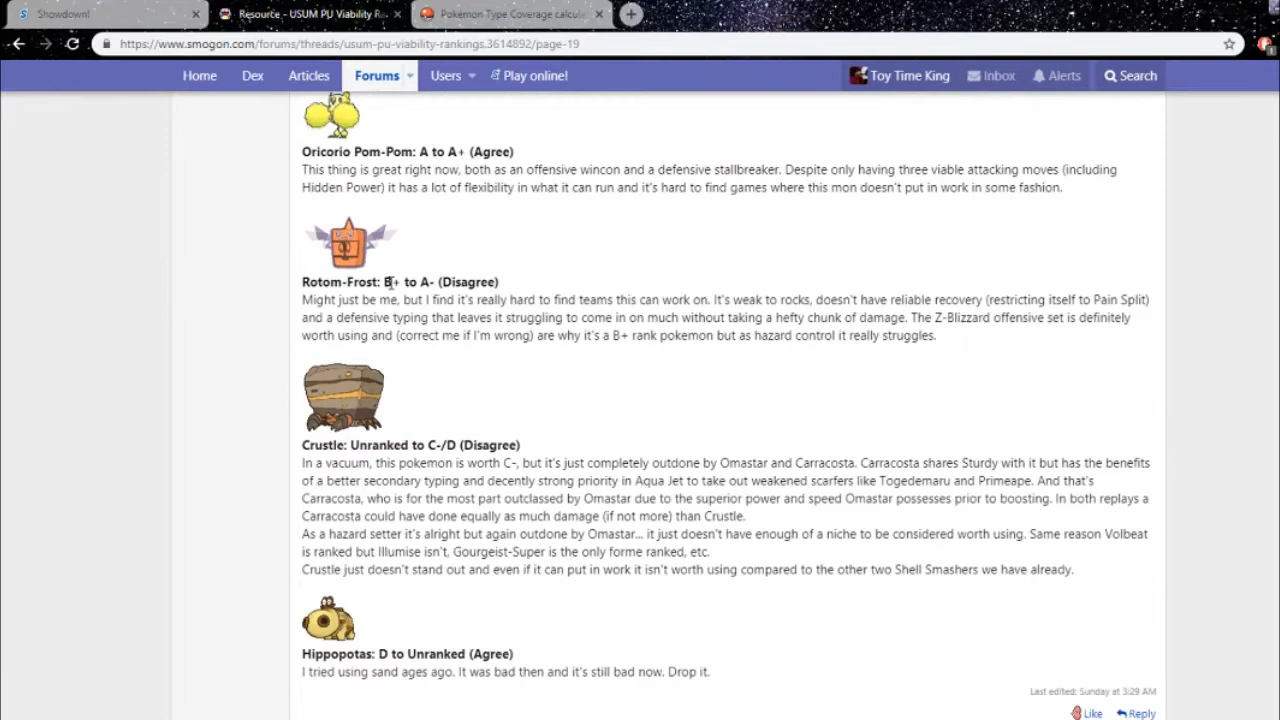 Showdown!
Resource - USUM PU Viability R
Pokémon Type Coverage calcul
https://www.smogon.com/forums/threads/usum-pu-viability-rankings.3614892/page-19
Home Dex Articles Forums Users Play online! Toy Time King Inbox Alerts Search
Oricorio Pom-Pom: A to A+ (Agree)
This thing is great right now, both as an offensive wincon and a defensive stallbreaker. Despite only having three viable attacking moves (including
Hidden Power) it has a lot of flexibility in what it can run and it's hard to find games where this mon doesn't put in work in some fashion.
Rotom-Frost: B+ to A- (Disagree)
Might just be me, but I find it's really hard to find teams this can work on. It's weak to rocks, doesn't have reliable recovery (restricting itself to Pain Split)
and a defensive typing that leaves it struggling to come in on much without taking a hefty chunk of damage. The Z-Blizzard offensive set is definitely
worth using and (correct me if I'm wrong) are why it's a B+ rank pokemon but as hazard control it really struggles.
Crustle: Unranked to C-/D (Disagree)
In a vacuum, this pokemon is worth C-, but it's just completely outdone by Omastar and Carracosta. Carracosta shares Sturdy with it but has the benefits
of a better secondary typing and decently strong priority in Aqua Jet to take out weakened scarfers like Togedemaru and Primeape. And that's
Carracosta, who is for the most part outclassed by Omastar due to the superior power and speed Omastar possesses prior to boosting. In both replays a
Carracosta could have done equally as much damage (if not more) than Crustle.
As a hazard setter it's alright but again outdone by Omastar... it just doesn't have enough of a niche to be considered worth using. Same reason Volbeat
is ranked but Illumise isn't, Gourgeist-Super is the only forme ranked, etc.
Crustle just doesn't stand out and even if it can put in work it isn't worth using compared to the other two Shell Smashers we have already.
Hippopotas: D to Unranked (Agree)
I tried using sand ages ago. It was bad then and it's still bad now. Drop it.
Last edited: Sunday at 3:29 AM
Like Reply